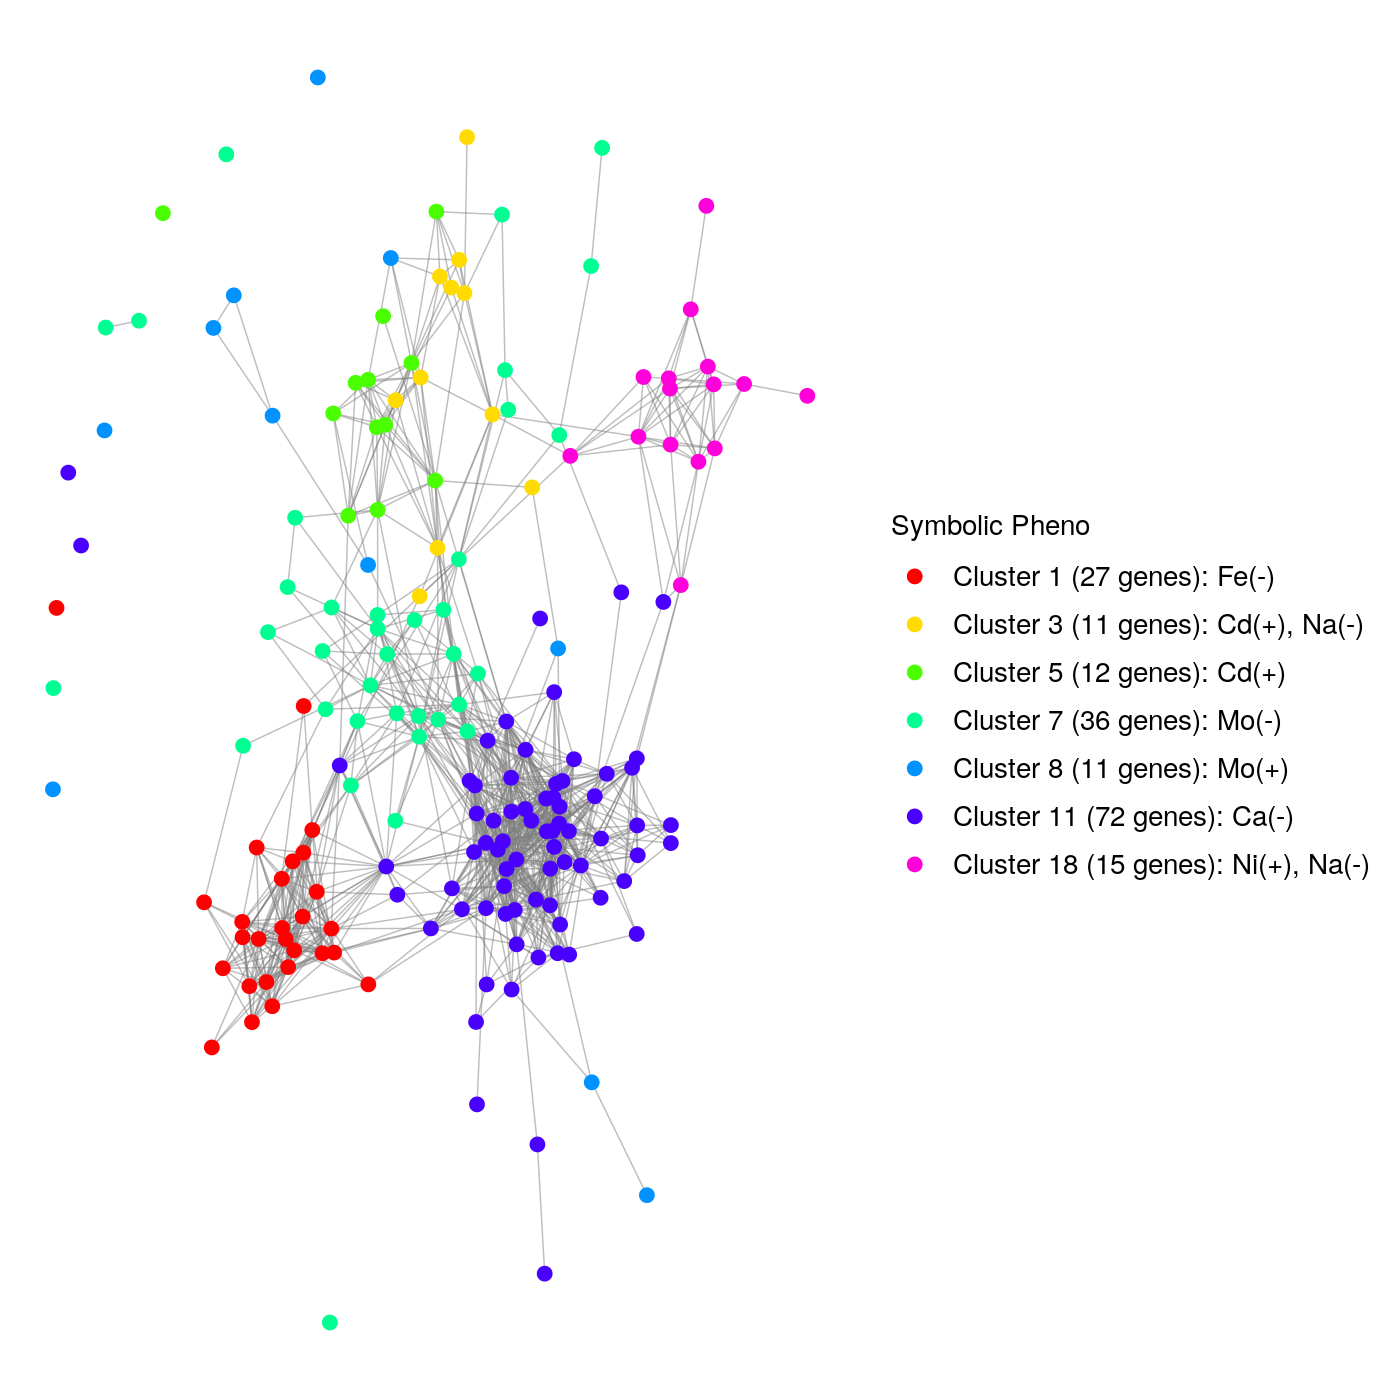 Symbolic Pheno
Cluster 1 (27 genes): Fe(-)
Cluster 3 (11 genes): Cd(+), Na(-)
Cluster 5 (12 genes): Cd(+)
Cluster 7 (36 genes): Mo(-)
Cluster 8 (11 genes): Mo(+)
Cluster 11 (72 genes): Ca(-)
Cluster 18 (15 genes): Ni(+), Na(-)